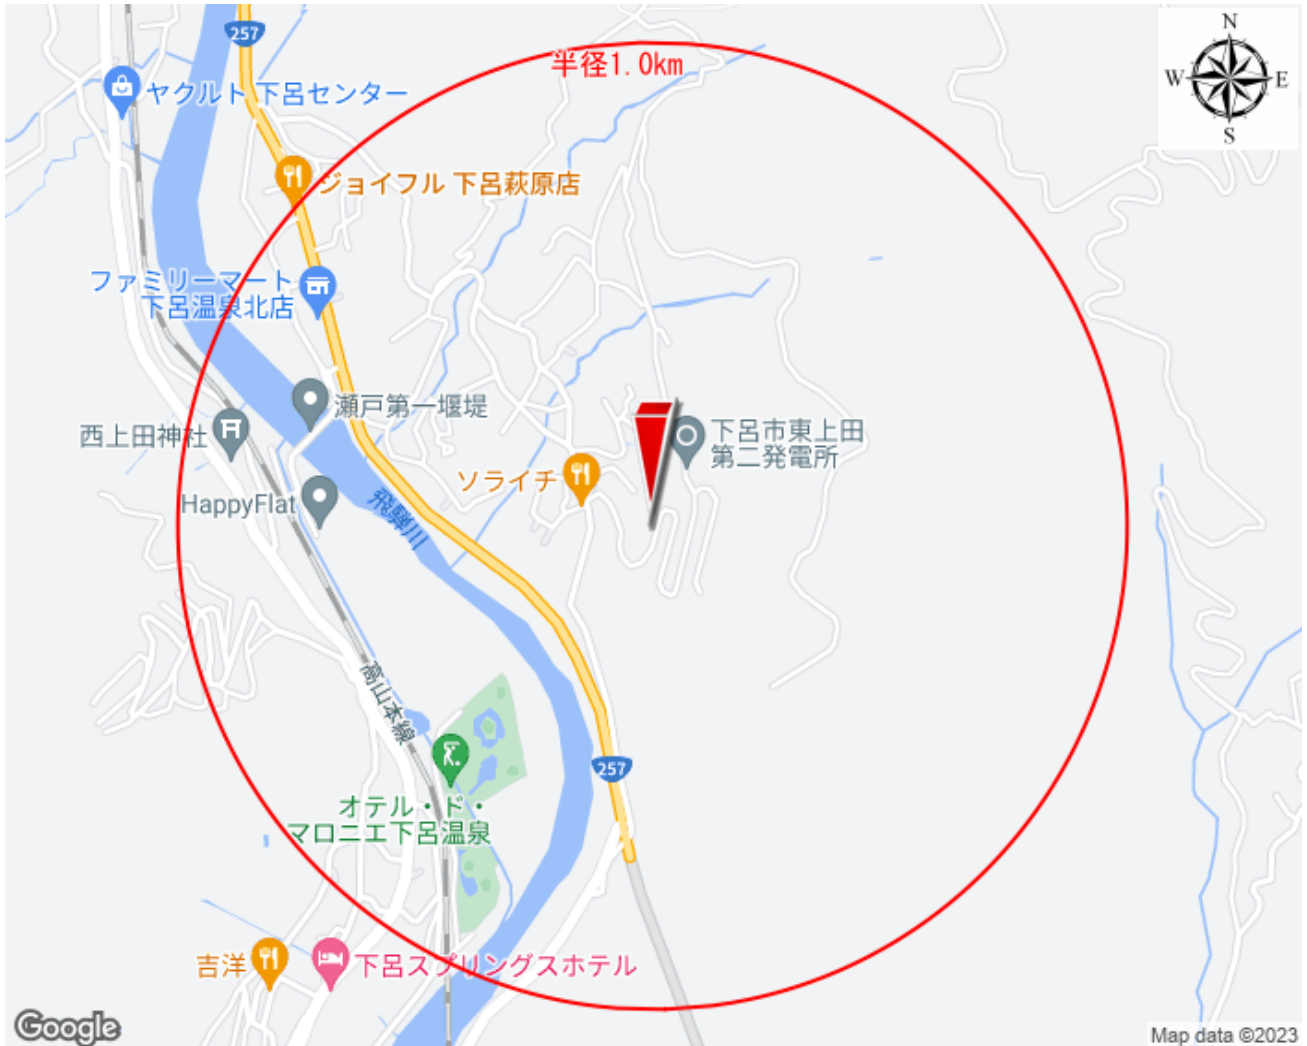 257
N
W E
S
半径1.0km
ヤクルト 下呂センター
ジョイフル 下呂萩原店
ファミリーマート
下呂温泉北店
瀬戸第一堰堤
西上田神社
下呂市東上田
第二発電所
ソライチ
HappyFlat
飛騨川
高山本線
257
オテル・ド・
マロニエ下呂温泉
吉洋
下呂スプリングスホテル
Google
Map data ©2023